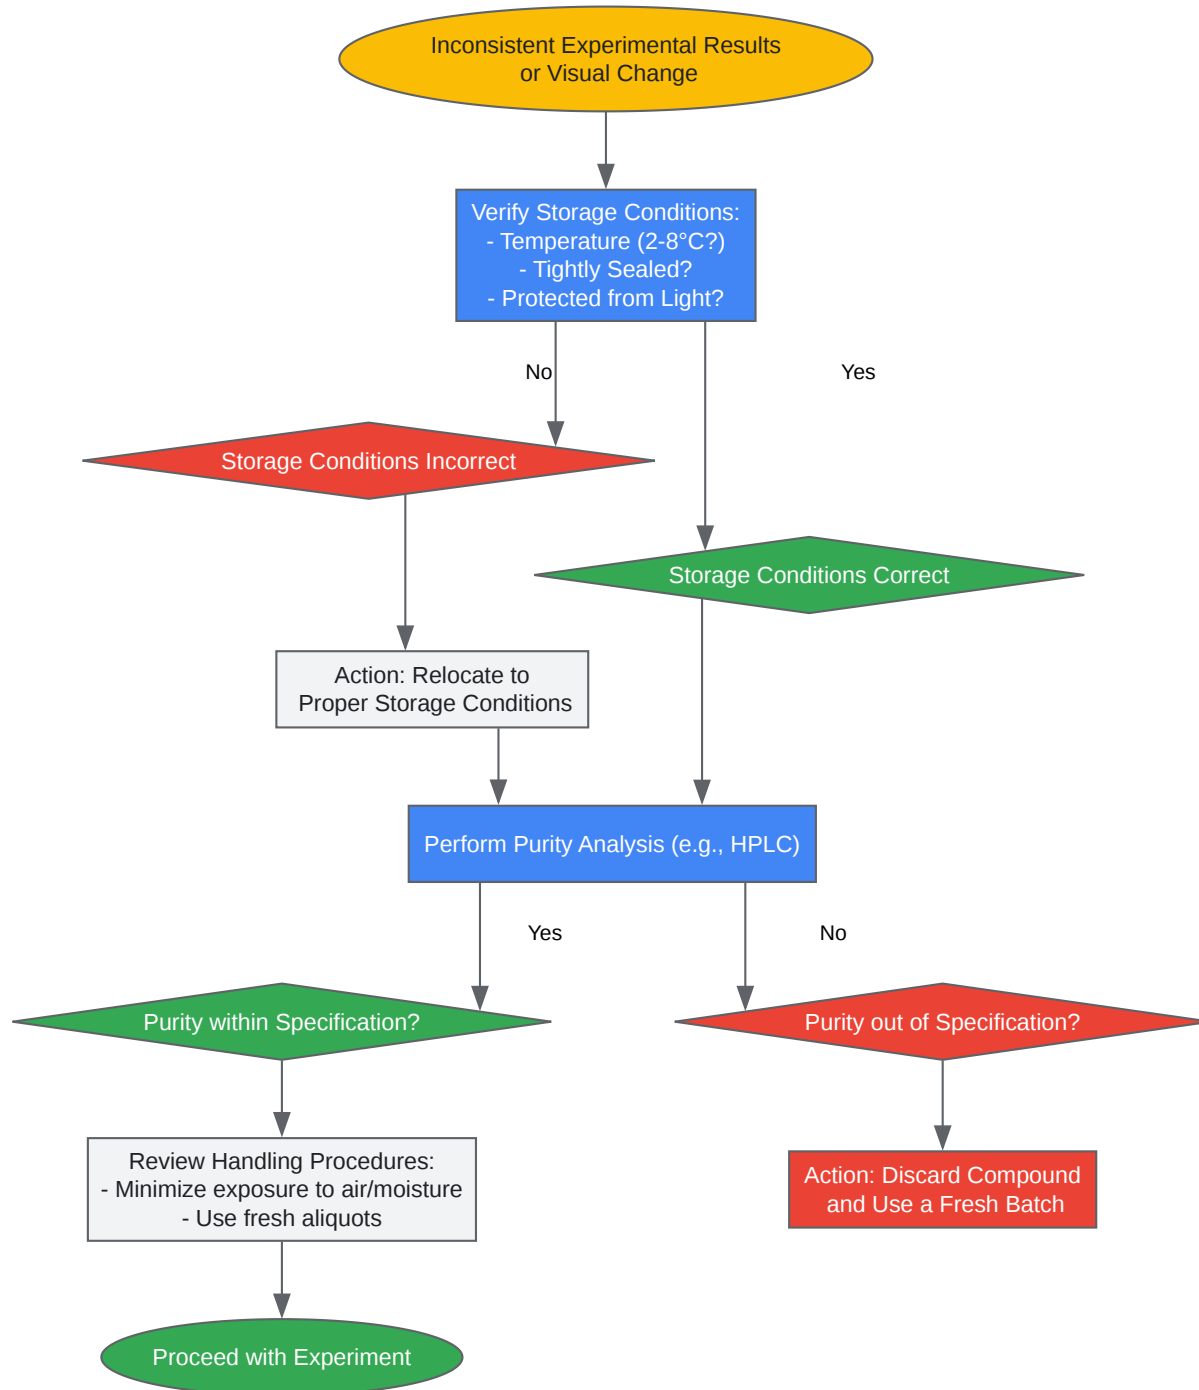 Inconsistent Experimental Results
or Visual Change
Verify Storage Conditions:
- Temperature (2-8°C?)
- Tightly Sealed?
- Protected from Light?
No
Yes
Storage Conditions Incorrect
Storage Conditions Correct
Action: Relocate to
Proper Storage Conditions
Perform Purity Analysis (e.g., HPLC)
Yes
No
Purity within Specification?
Purity out of Specification?
Review Handling Procedures:
- Minimize exposure to air/moisture
- Use fresh aliquots
Action: Discard Compound
and Use a Fresh Batch
Proceed with Experiment